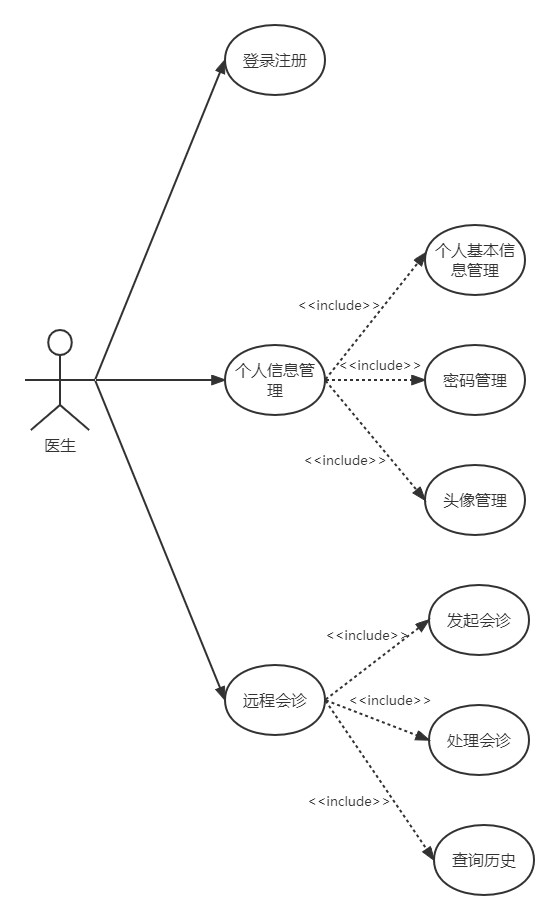 登录注册
个人基本信
息管理
<<include>>
<<include>>
个人信息管
理
密码管理
医生
<<include>>
头像管理
发起会诊
<<include>>
远程会诊
<<include>>
处理会诊
<<include>>
查询历史